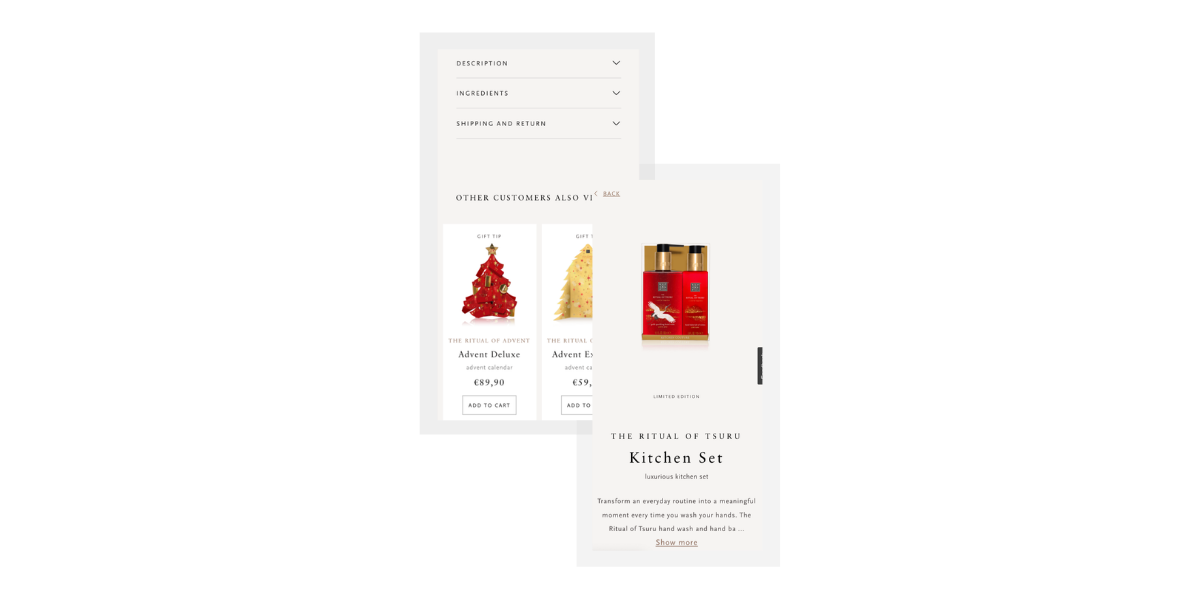 DESCRIPTION
INGREDIENTS
SHIPPING AND RETURN
OTHER CUSTOMERS ALSO VI
GIFT TIP
THE RITUAL OF ADVENT
Advent Deluxe
advent calendar
€89,90
ADD TO CART
GIFT T
THE RITUAL O
Advent Ex
advent ca
€59,
ADD TO
BACK
LIMITED EDITION
THE RITUAL OF TSURU
Kitchen Set
luxurious kitchen set
Transform an everyday routine into a meaningful
moment every time you wash your hands. The
Ritual of Tsuru hand wash and hand ba ...
Show more